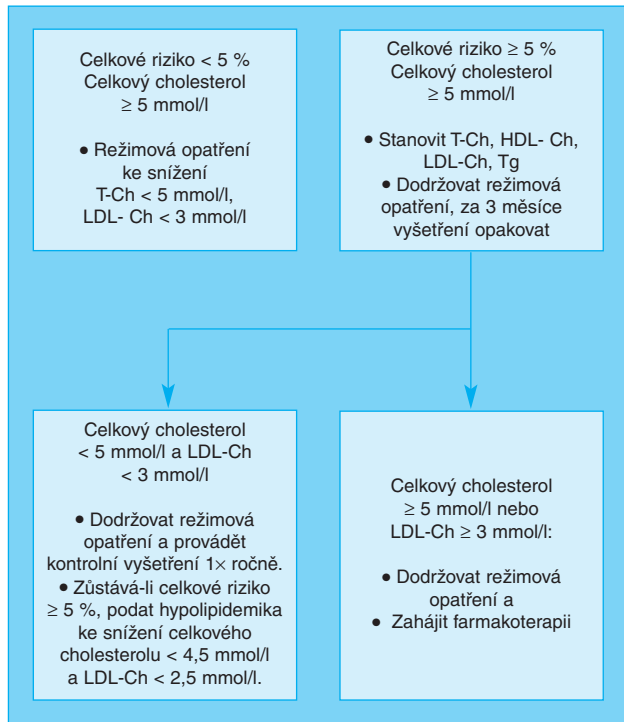 Celkové riziko < 5 %
Celkový cholesterol
≥ 5 mmol/l
● Režimová opatření
ke snížení
T-Ch < 5 mmol/l,
LDL- Ch < 3 mmol/l
Celkové riziko ≥ 5 %
Celkový cholesterol
≥ 5 mmol/l
● Stanovit T-Ch, HDL- Ch,
LDL-Ch, Tg
● Dodržovat režimová
opatření, za 3 měsíce
vyšetření opakovat
Celkový cholesterol
< 5 mmol/l a LDL-Ch
< 3 mmol/l
● Dodržovat režimová
opatření a provádět
kontrolní vyšetření 1× ročně.
● Zůstává-li celkové riziko
≥ 5 %, podat hypolipidemika
ke snížení celkového
cholesterolu < 4,5 mmol/l
a LDL-Ch < 2,5 mmol/l.
Celkový cholesterol
≥ 5 mmol/l nebo
LDL-Ch ≥ 3 mmol/l:
● Dodržovat režimová
opatření a
● Zahájit farmakoterapii